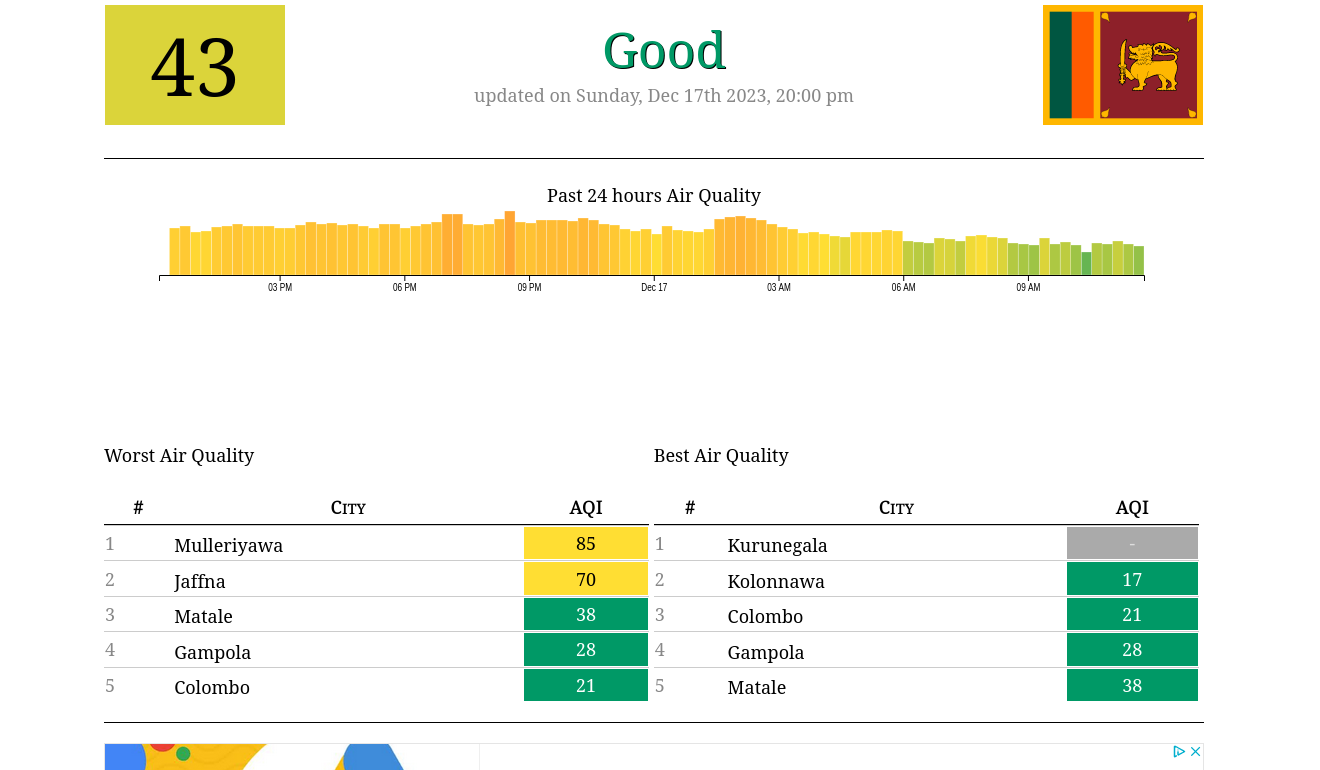 43
Good
updated on Sunday, Dec 17th 2023, 20:00 pm
Past 24 hours Air Quality
03 PM 06 PM 09 PM Dec 17 03 AM 06 AM 09 AM
Worst Air Quality
# City AQI
1 Mulleriyawa 85
2 Jaffna 70
3 Matale 38
4 Gampola 28
5 Colombo 21
Best Air Quality
# City AQI
1 Kurunegala -
2 Kolonnawa 17
3 Colombo 21
4 Gampola 28
5 Matale 38